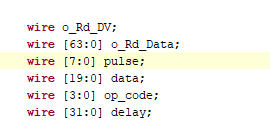 wire o_Rd_DV;
wire [63:0] o_Rd_Data;
wire [7:0] pulse;
wire [19:0] data;
wire [3:0] op_code;
wire [31:0] delay;